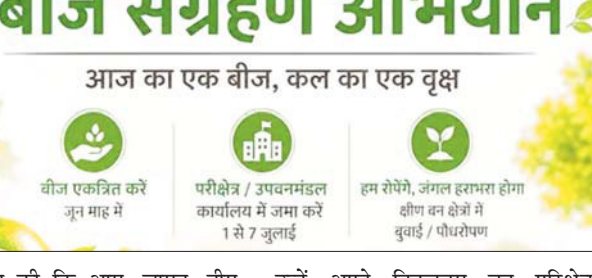 बीज संग्रहण अभियान
आज का एक बीज, कल का एक वृक्ष
बीज एकत्रित करें
जून माह में
परीक्षेत्र / उपवनमंडल
कार्यालय में जमा करें
1 से 7 जुलाई
हम रोपेंगे, जंगल हराभरा होगा
क्षीण वन क्षेत्रों में
बुवाई / पौधरोपण